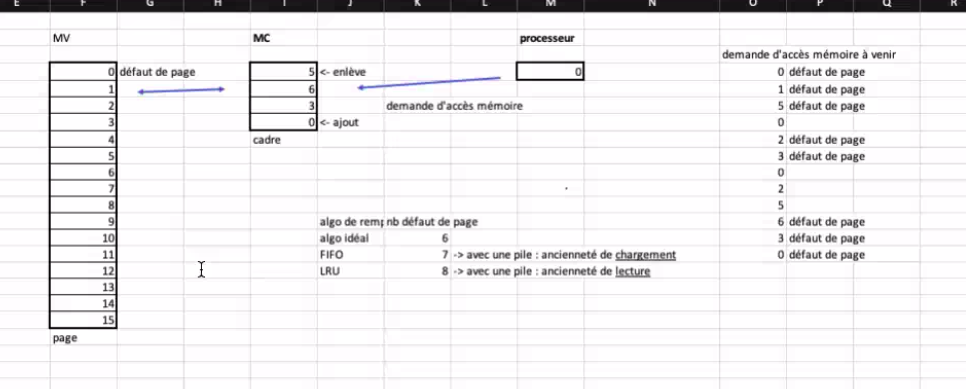 E F G H I J K L M N O P Q R
MV MC processeur
demande d'accès mémoire à venir
0 défaut de page 5 <- enlève 0 0 défaut de page
1 6 1 défaut de page
2 3 demande d'accès mémoire 5 défaut de page
3 0 <- ajout 0
4 cadre 2 défaut de page
5 3 défaut de page
6 0
7 2
8 5
9 algo de remp nb défaut de page 6 défaut de page
10 algo idéal 6 3 défaut de page
11 FIFO 7 -> avec une pile : ancienneté de chargement 0 défaut de page
12 LRU 8 -> avec une pile : ancienneté de lecture
13
14
15
page